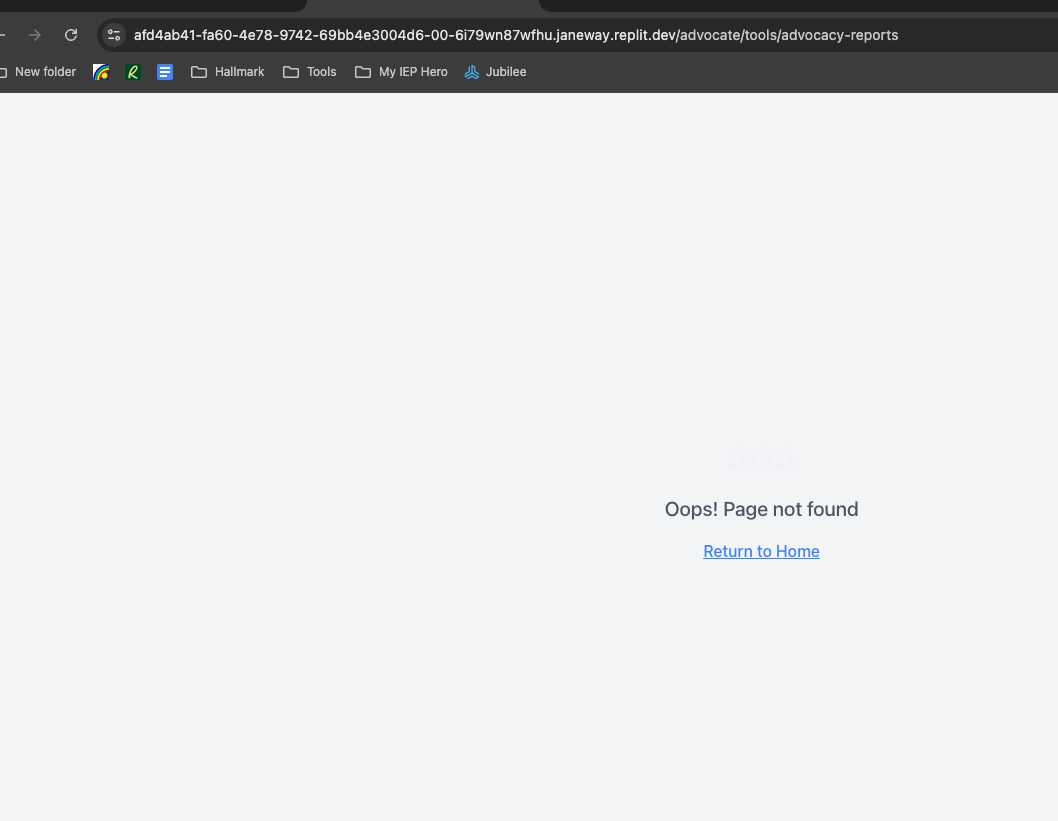 afd4ab41-fa60-4e78-9742-69bb4e3004d6-00-6i79wn87wfhu.janeway.replit.dev/advocate/tools/advocacy-reports
New folder
R
Hallmark
Tools
My IEP Hero
Jubilee
404
Oops! Page not found
Return to Home